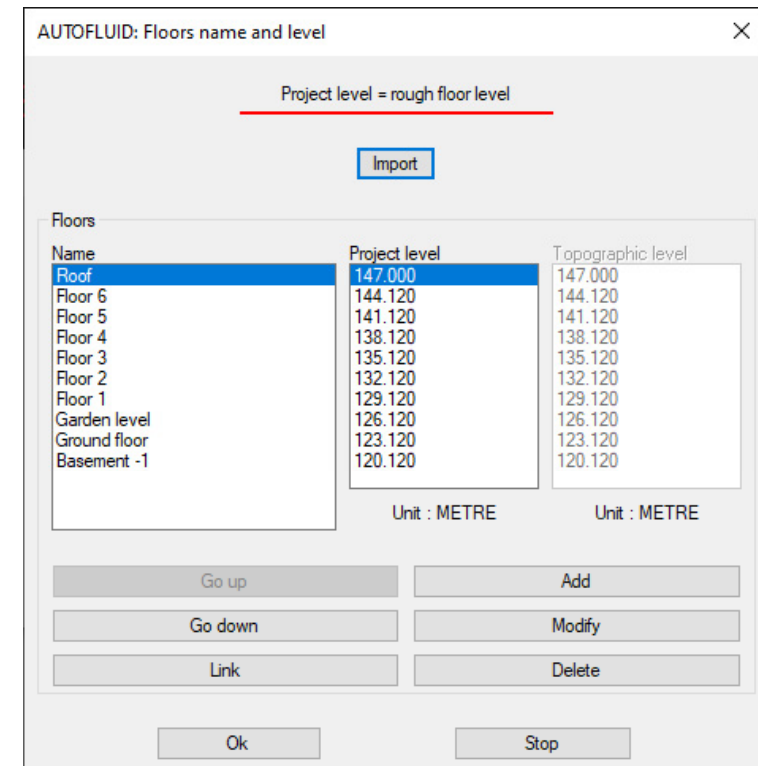 AUTOFLUID: Floors name and level
Project level = rough floor level
Import
Floors
Name Project level Topographic level
Roof 147.000 147.000
Floor 6 144.120 144.120
Floor 5 141.120 141.120
Floor 4 138.120 138.120
Floor 3 135.120 135.120
Floor 2 132.120 132.120
Floor 1 129.120 129.120
Garden level 126.120 126.120
Ground floor 123.120 123.120
Basement -1 120.120 120.120
Unit : METRE Unit : METRE
Go up Add
Go down Modify
Link Delete
Ok Stop